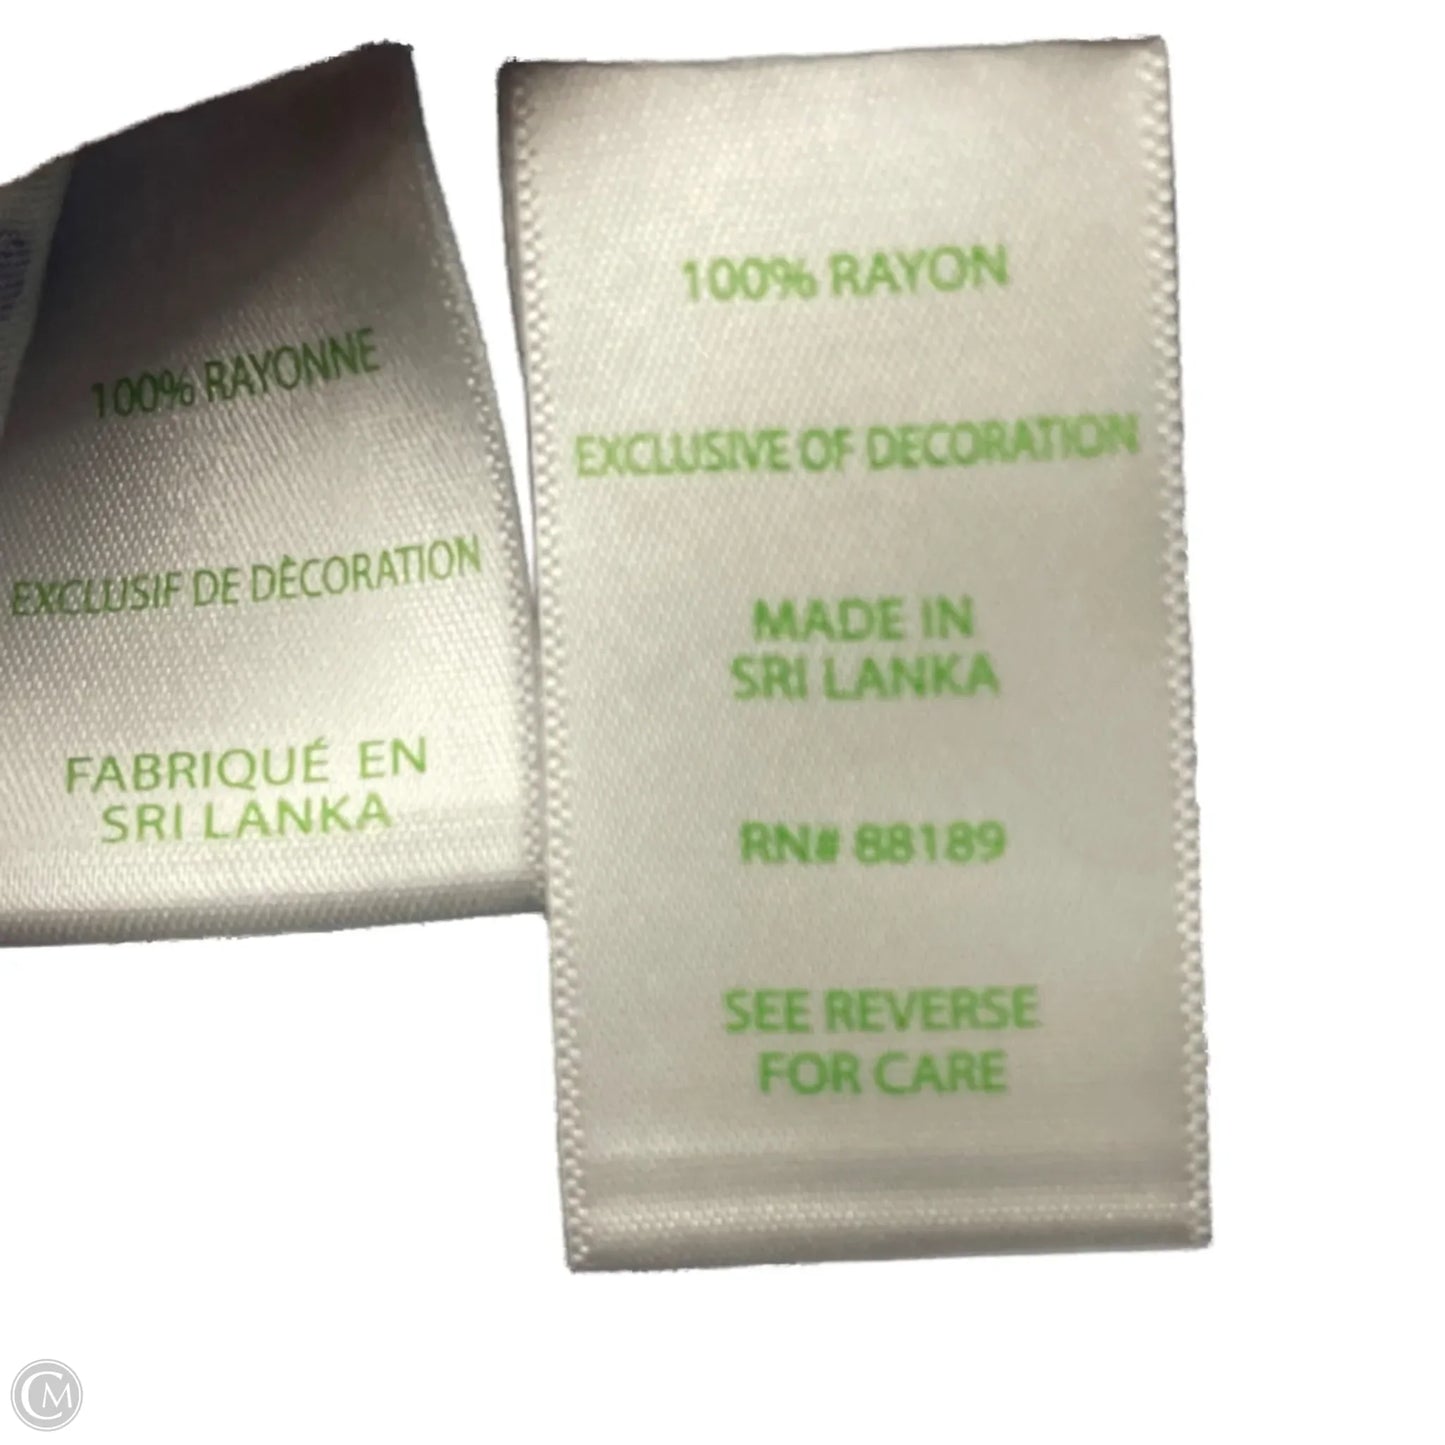 100% RAYONNE
EXCLUSIF DE DÈCORATION
FABRIQUÉ EN
SRI LANKA
100% RAYON
EXCLUSIVE OF DECORATION
MADE IN
SRI LANKA
RN# 88189
SEE REVERSE
FOR CARE
CM